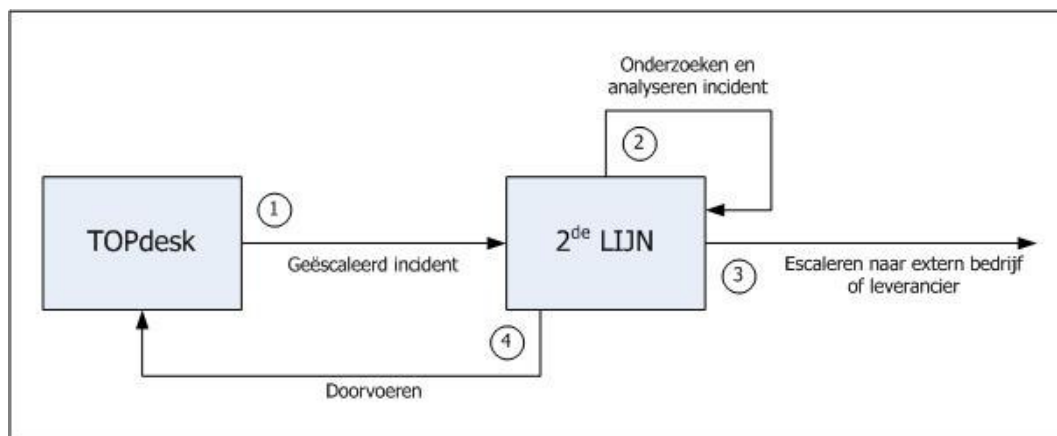 Onderzoeken en
analyseren incident
2
TOPdesk
1
Geëscaleerd incident
2de LIJN
3
Escaleren naar extern bedrijf
of leverancier
4
Doorvoeren